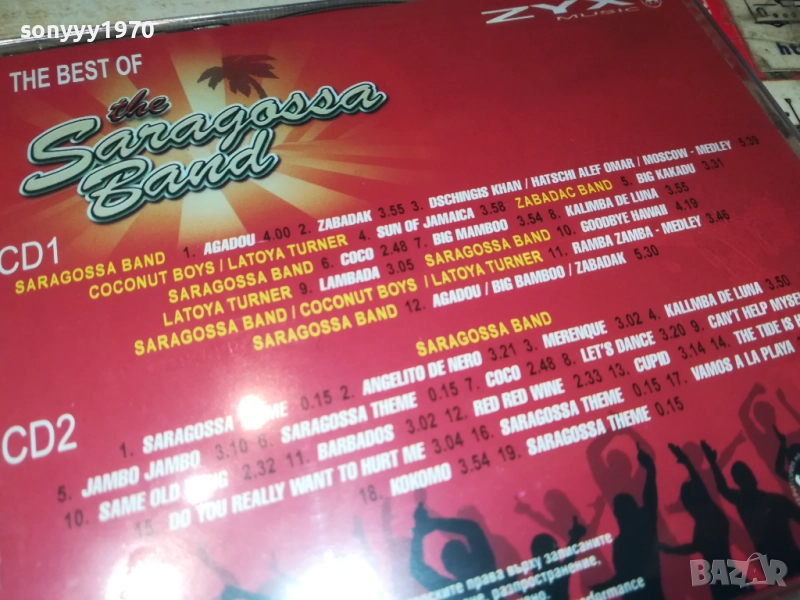 sonyyy1970
ZYX
MUSIC
THE BEST OF
the
Saragossa
Band
CD1
SARAGOSSA BAND 1. AGADOU 4.00 2. ZABADAK 3.55 3. DSCHINGIS KHAN / HATSCHI ALEF OMAR / MOSCOW - MEDLEY 5.30
COCONUT BOYS / LATOYA TURNER 4. SUN OF JAMAICA 3.58 ZABADAC BAND 5. BIG KAKADU 3.31
SARAGOSSA BAND 6. COCO 2.48 7. BIG MAMBOO 3.54 8. KALIMBA DE LUNA 3.55
LATOYA TURNER 9. LAMBADA 3.05 SARAGOSSA BAND 10. GOODBYE HAWAII 4.19
SARAGOSSA BAND / COCONUT BOYS / LATOYA TURNER 11. RAMBA ZAMBA - MEDLEY 3.46
SARAGOSSA BAND 12. AGADOU / BIG BAMBOO / ZABADAK 5.30
CD2
SARAGOSSA BAND
1. SARAGOSSA THEME 0.15 2. ANGELITO DE NERO 3.21 3. MERENQUE 3.02 4. KALLMBA DE LUNA 3.50
5. JAMBO JAMBO 3.10 6. SARAGOSSA THEME 0.15 7. COCO 2.48 8. LET'S DANCE 3.20 9. CAN'T HELP MYSE
10. SAME OLD 2.32 11. BARBADOS 3.02 12. RED RED WINE 2.33 13. CUPID 3.14 14. THE TIDE IS
15. DO YOU REALLY WANT TO HURT ME 3.04 16. SARAGOSSA THEME 0.15 17. VAMOS A LA PLAYA
18. KOKOMO 3.54 19. SARAGOSSA THEME 0.15
права върху записаните
разпространение,
BAZAR